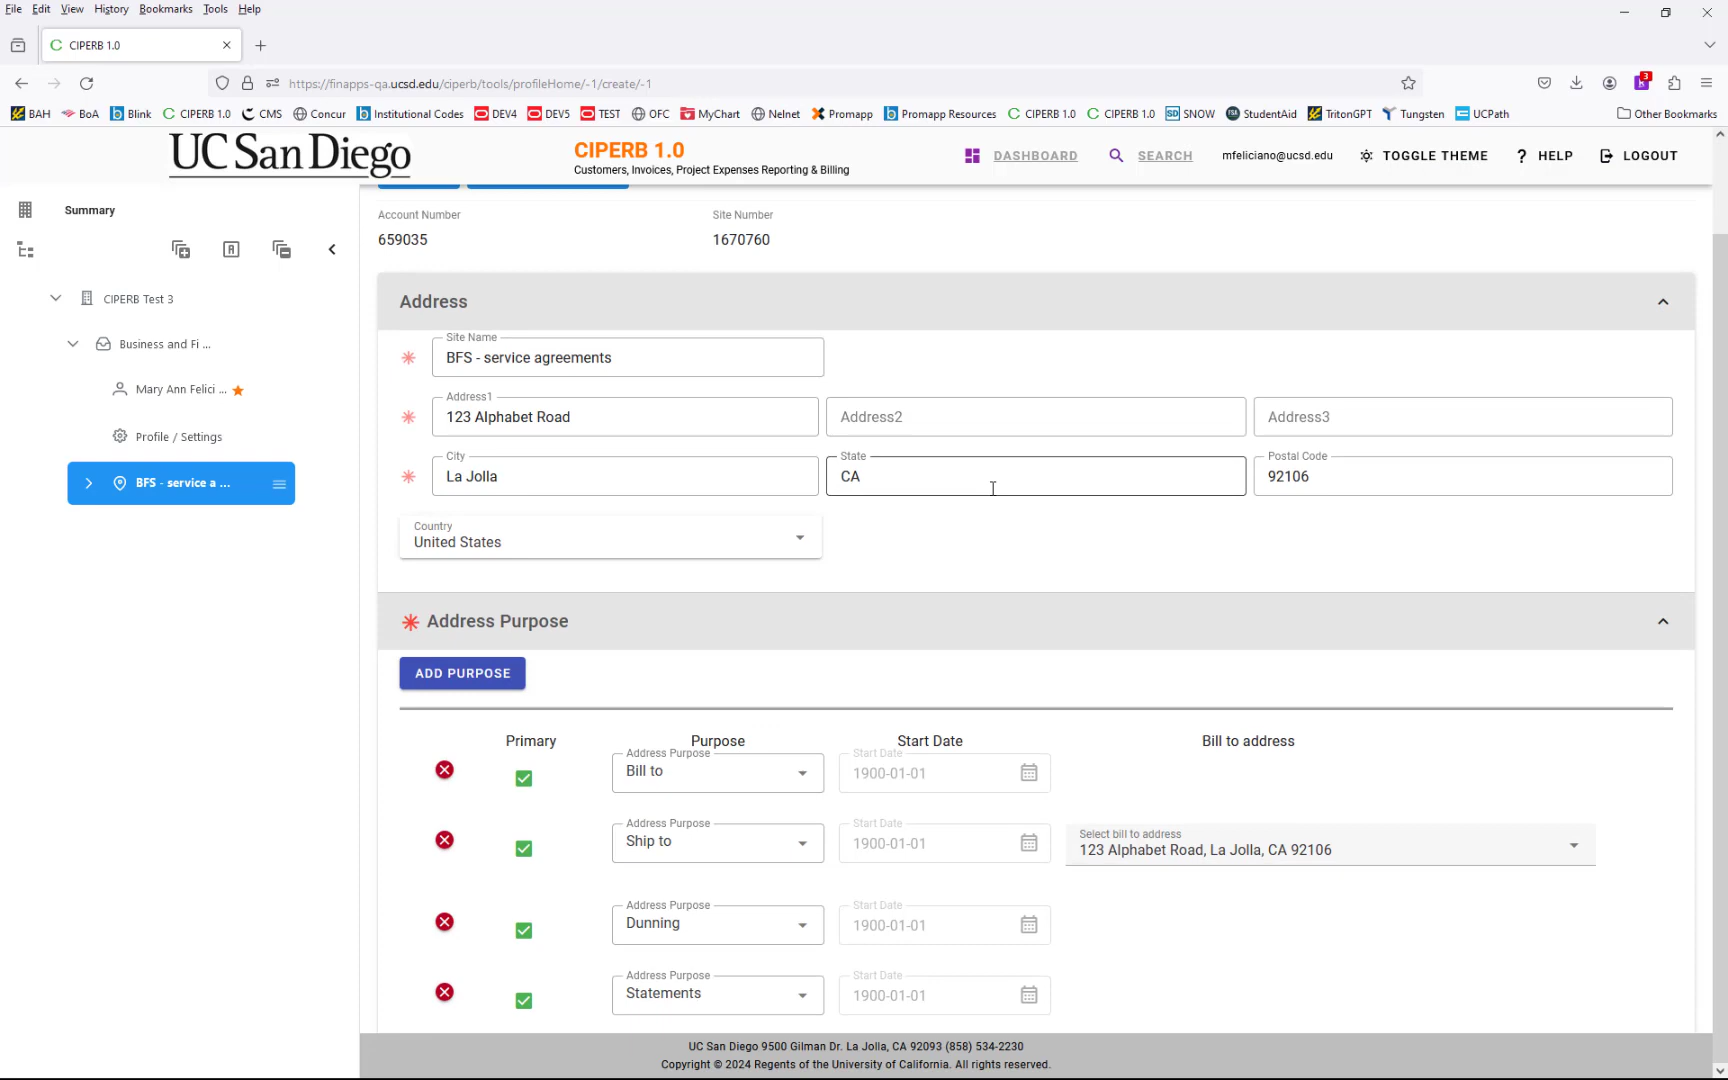 File Edit View History Bookmarks Tools Help
CIPERB 1.0
https://finapps-qa.ucsd.edu/ciperb/tools/profileHome/-1/create/-1
3
BAH BoA Blink CIPERB 1.0 CMS Concur Institutional Codes DEV4 DEV5 TEST OFC MyChart Nelnet Promapp Promapp Resources CIPERB 1.0 CIPERB 1.0 SNOW StudentAid TritonGPT Tungsten UCPath Other Bookmarks
UC San Diego
CIPERB 1.0
Customers, Invoices, Project Expenses Reporting & Billing
DASHBOARD SEARCH mfeliciano@ucsd.edu TOGGLE THEME ? HELP LOGOUT
Summary
CIPERB Test 3
Business and Fi ...
Mary Ann Felici ...
Profile / Settings
BFS - service a ...
Account Number Site Number
659035 1670760
Address
Site Name
BFS - service agreements
Address1
123 Alphabet Road Address2 Address3
City State Postal Code
La Jolla CA 92106
Country
United States
Address Purpose
ADD PURPOSE
Primary Purpose Start Date Bill to address
Address Purpose Start Date
Bill to 1900-01-01
Address Purpose Start Date Select bill to address
Ship to 1900-01-01 123 Alphabet Road, La Jolla, CA 92106
Address Purpose Start Date
Dunning 1900-01-01
Address Purpose Start Date
Statements 1900-01-01
UC San Diego 9500 Gilman Dr. La Jolla, CA 92093 (858) 534-2230
Copyright © 2024 Regents of the University of California. All rights reserved.